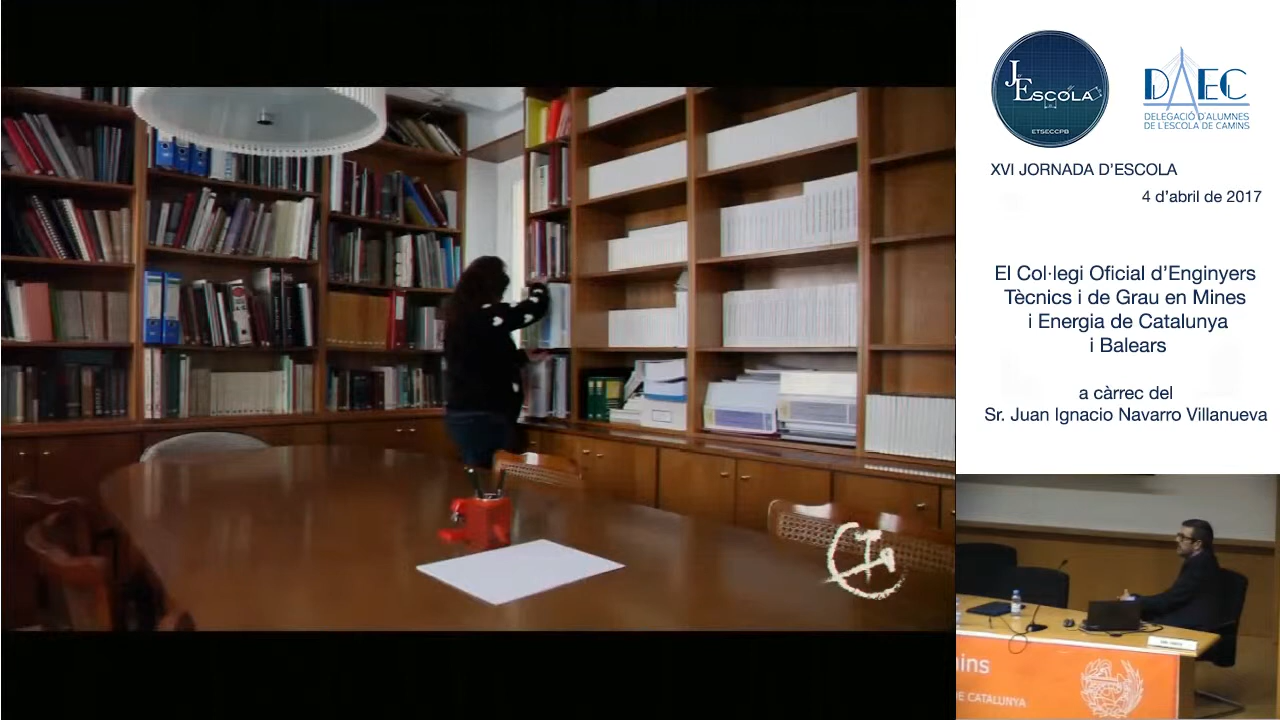 J
ESCOLA
ETSECCPB
DAEC
DELEGACIÓ D'ALUMNES
DE L'ESCOLA DE CAMINS
XVI JORNADA D'ESCOLA
4 d'abril de 2017
El Col·legi Oficial d'Enginyers
Tècnics i de Grau en Mines
i Energia de Catalunya
i Balears
a càrrec del
Sr. Juan Ignacio Navarro Villanueva
DE CATALUNYA